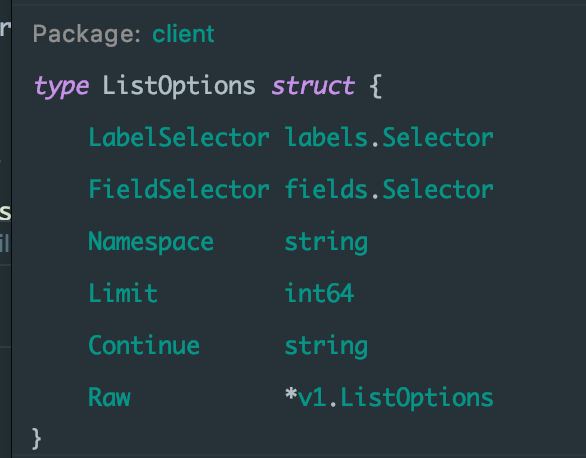 Package: client
type ListOptions struct {
LabelSelector labels.Selector
FieldSelector fields.Selector
Namespace string
Limit int64
Continue string
Raw *v1.ListOptions
}